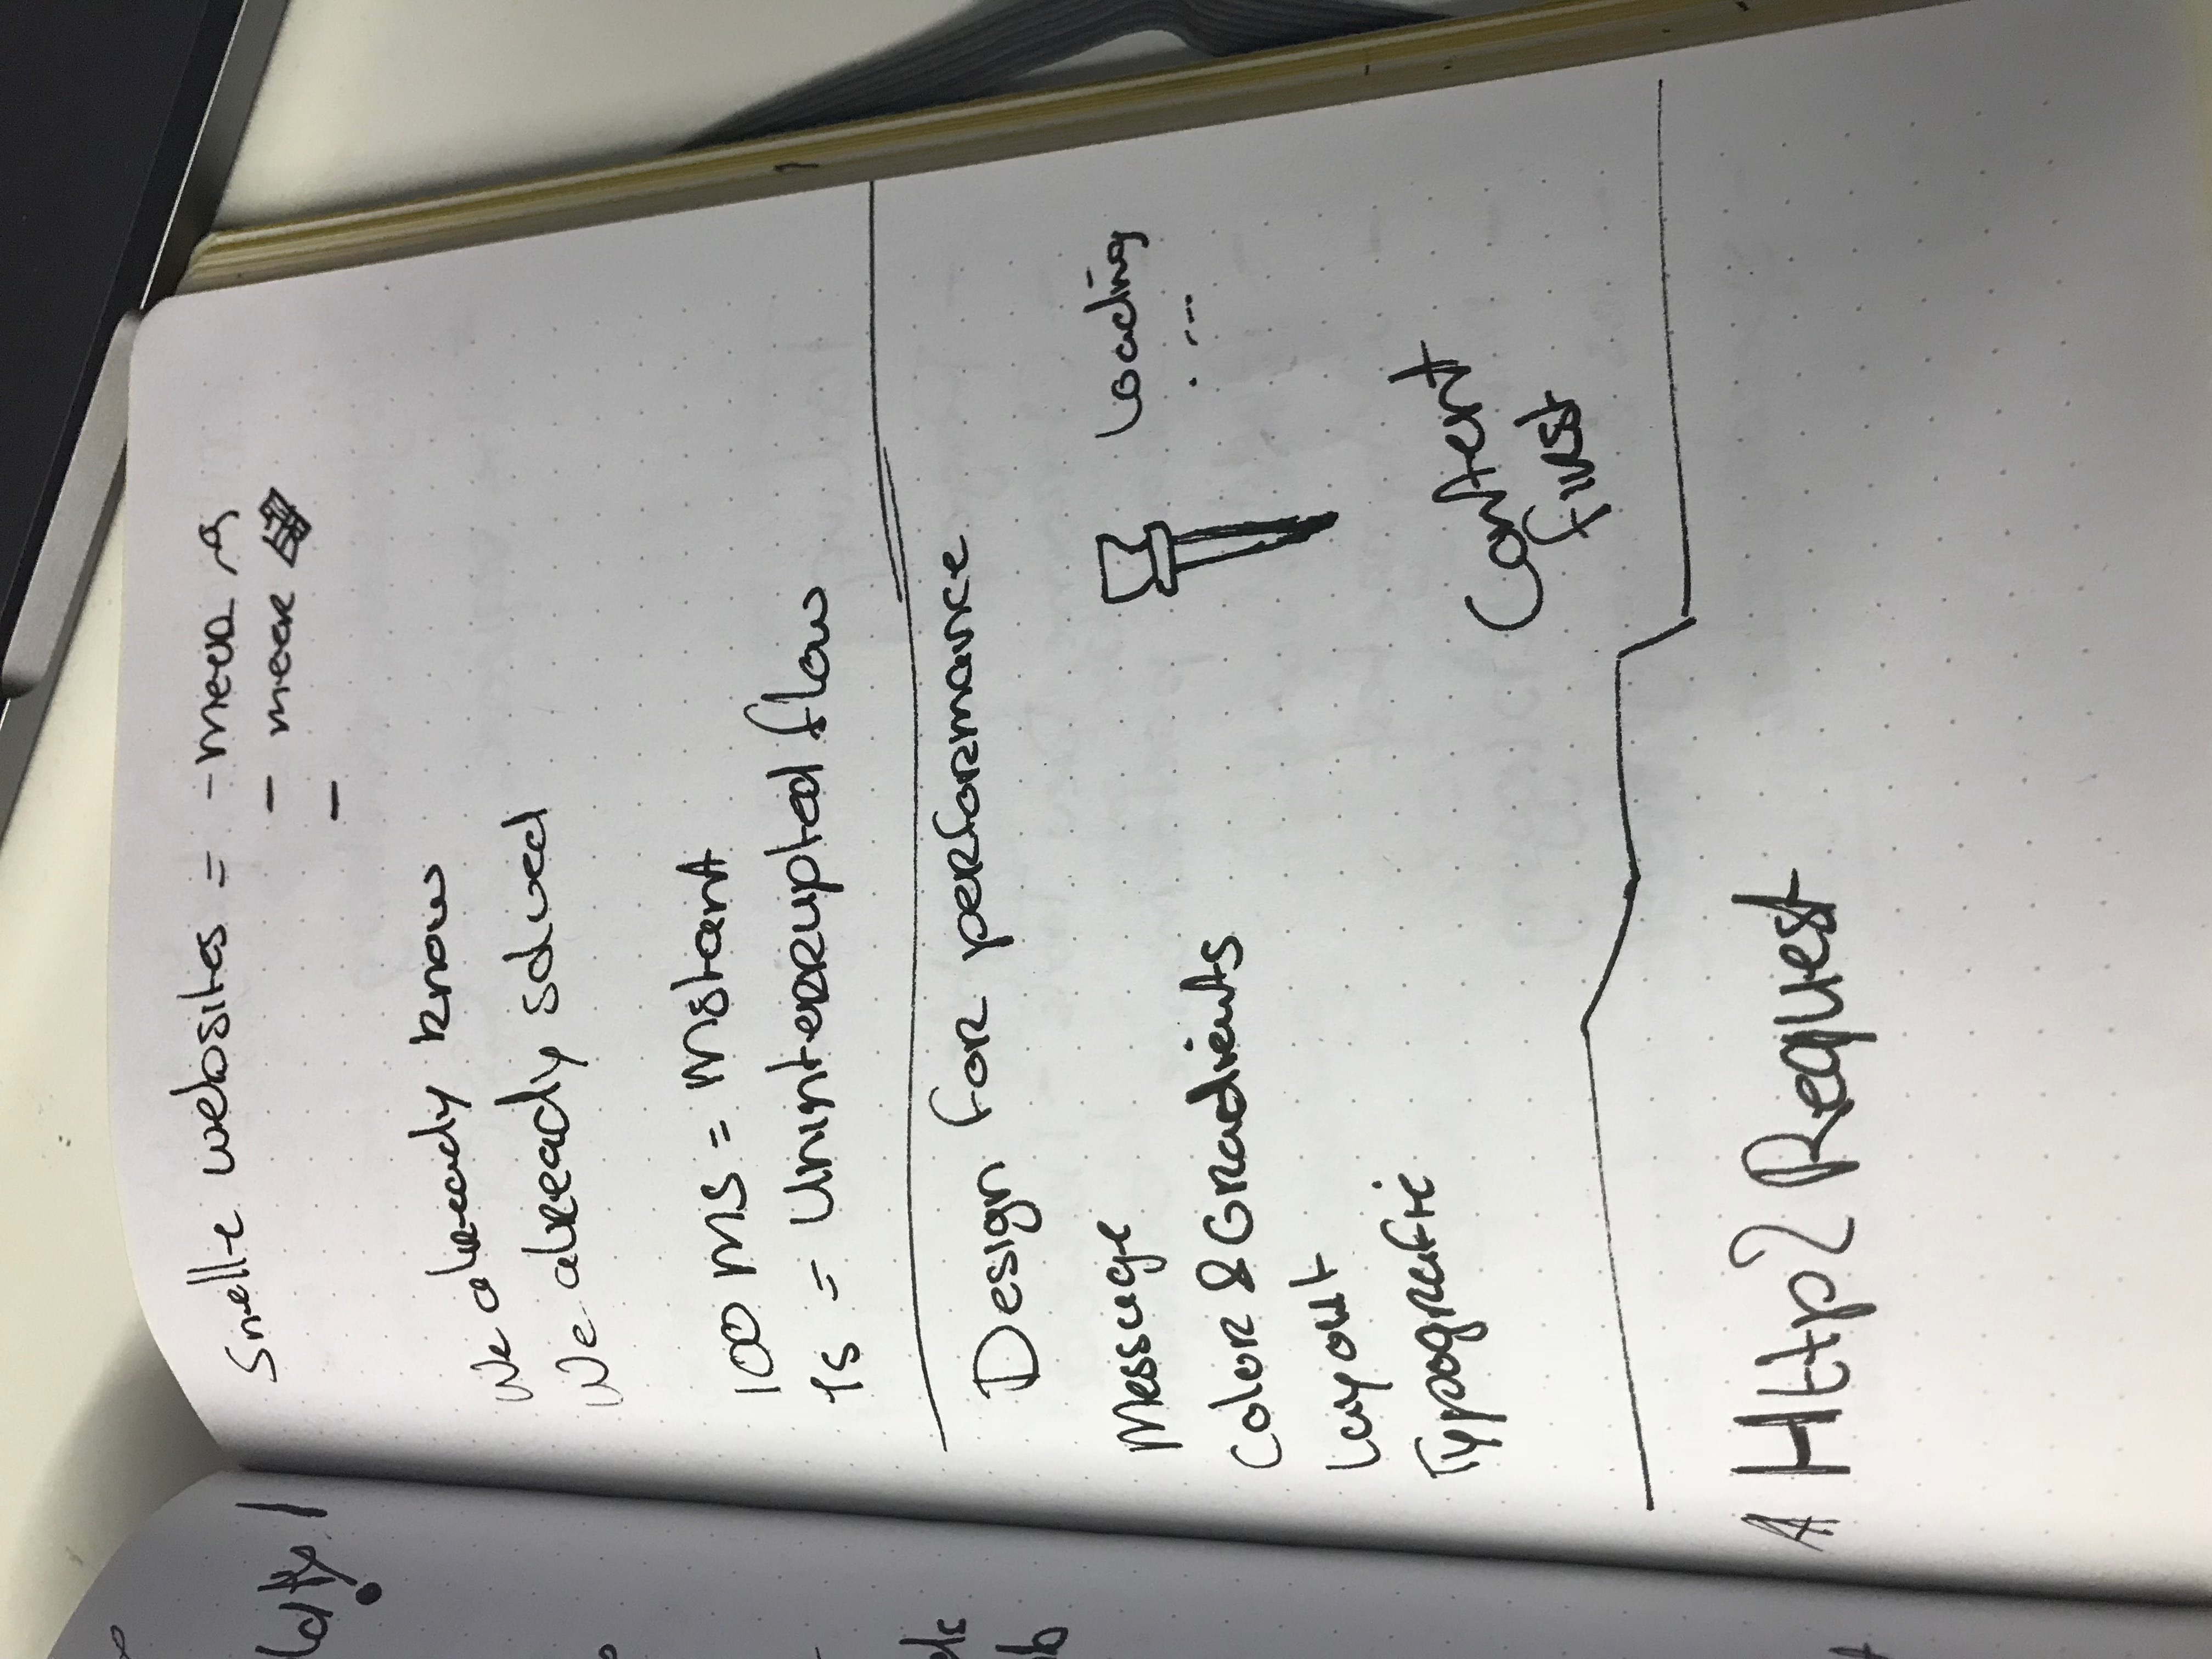 Snelle websites = - meer
- meer
-
We already know
We already solved
100 ms = Instant
1s = Uninterrupted flow
Design for performance
Message
Loading
....
Color & Gradients
Layout
Typografie
Content
first
A Http2 Request